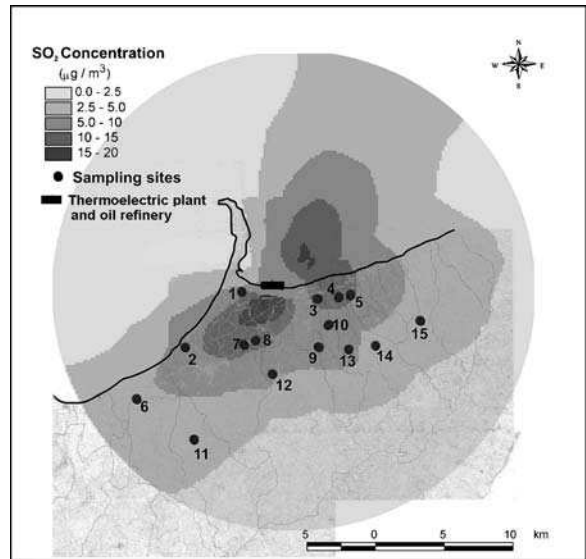 SO2 Concentration
(μg / m3)
0.0 - 2.5
2.5 - 5.0
5.0 - 10
10 - 15
15 - 20
Sampling sites
Thermoelectric plant
and oil refinery
N
W E
S
1
4
5
3
10
15
7
8
2
9
13
14
12
6
11
5 0 5 10 km